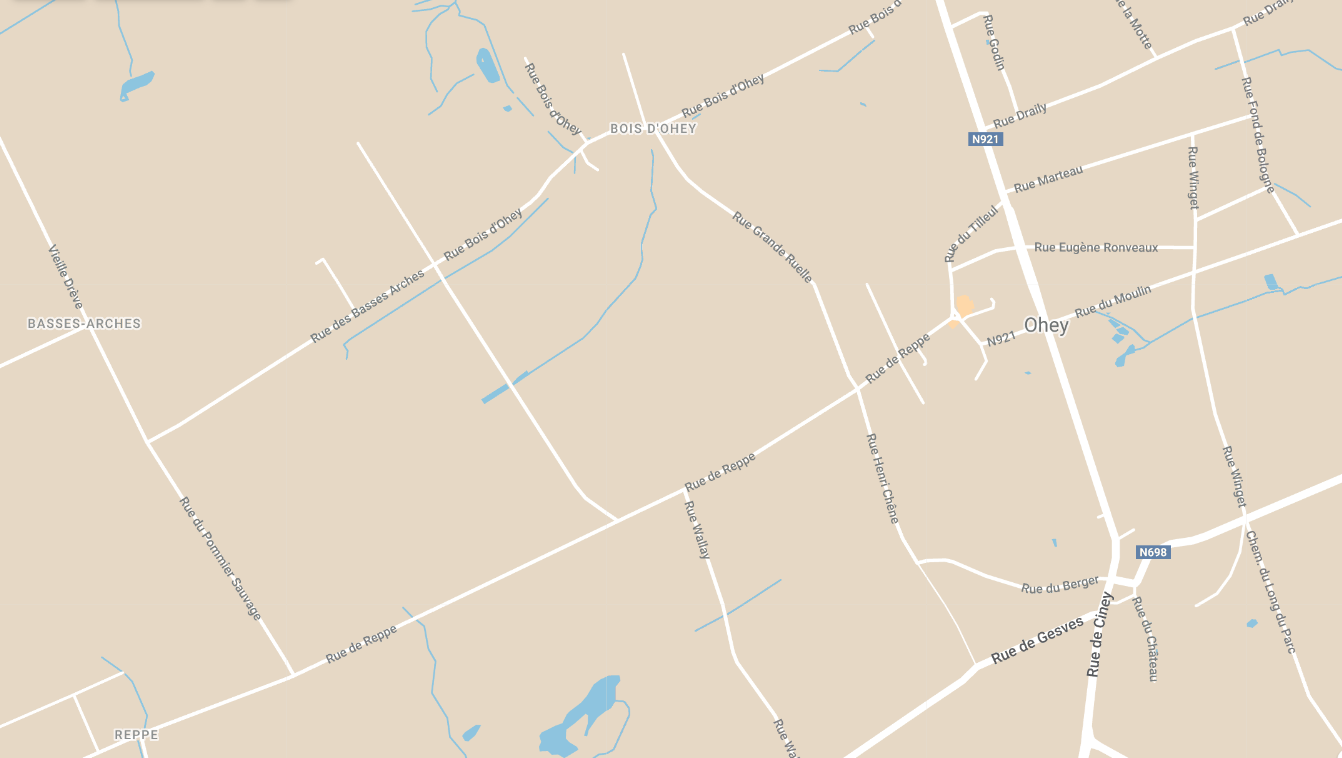 Rue Bois d
Rue Godin
e la Motte
Rue Draily
Rue Bois d'Ohey
Rue Bois d'Ohey
BOIS D'OHEY
Rue Draily
N921
Rue Fond de Bologne
Rue Marteau
Rue Winget
Rue Bois d'Ohey
Rue Grande Ruelle
Rue du Tilleul
Rue Eugène Ronveaux
Vieille Drève
Rue des Basses Arches
BASSES-ARCHES
Rue du Moulin
Ohey
N921
Rue de Reppe
Rue de Reppe
Rue Henri Chêne
Rue Winget
Rue du Pommier Sauvage
Rue Wallay
N698
Chem. du Long du Parc
Rue du Berger
Rue de Reppe
Rue de Gesves
Rue de Ciney
Rue du Château
REPPE
Rue Wa